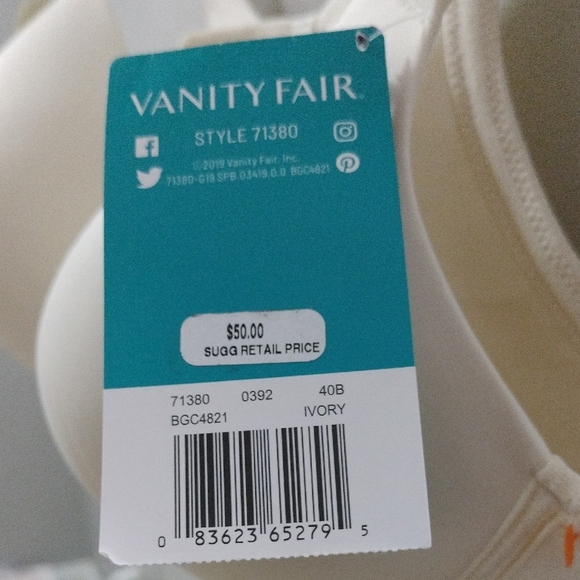 VANITY FAIR
STYLE 71380
©2019 Vanity Fair, Inc.
71380-G19 SPB 03419.0.0 BGC4821
$50.00
SUGG RETAIL PRICE
71380 0392 40B
BGC4821 IVORY
0 83623 65279 5